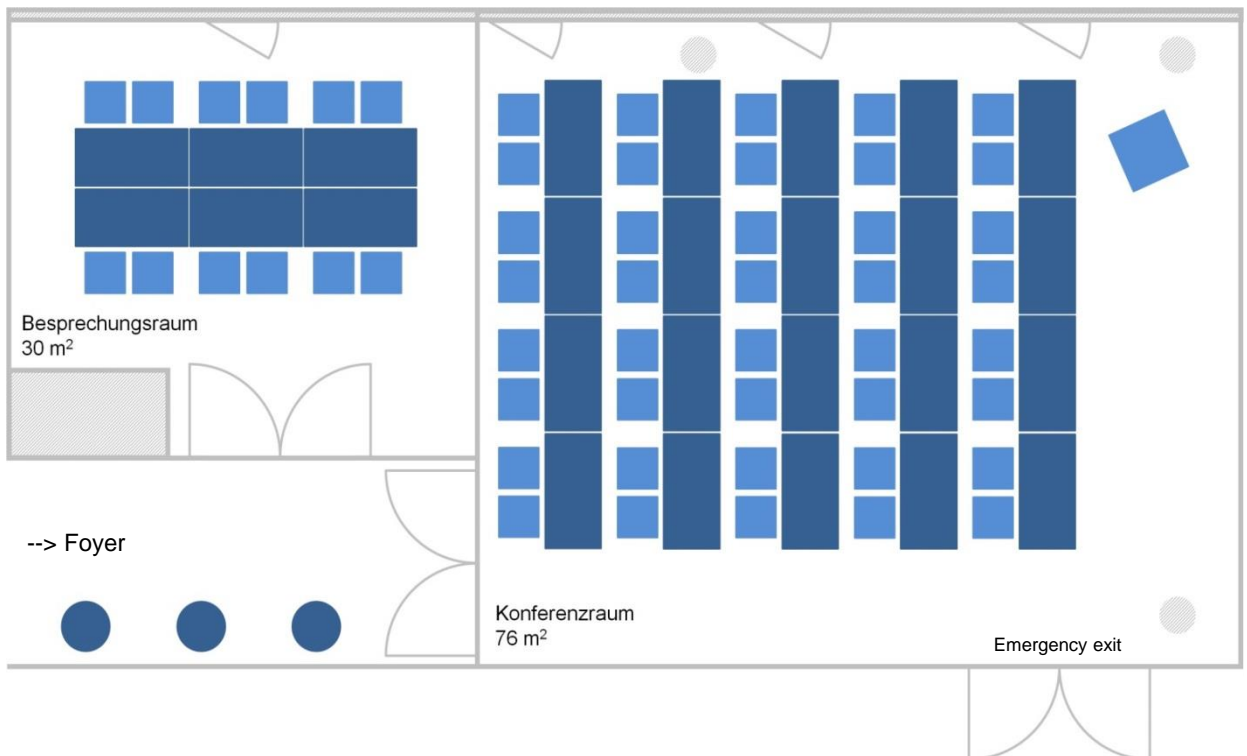 Besprechungsraum
30 m²
--> Foyer
Konferenzraum
76 m²
Emergency exit